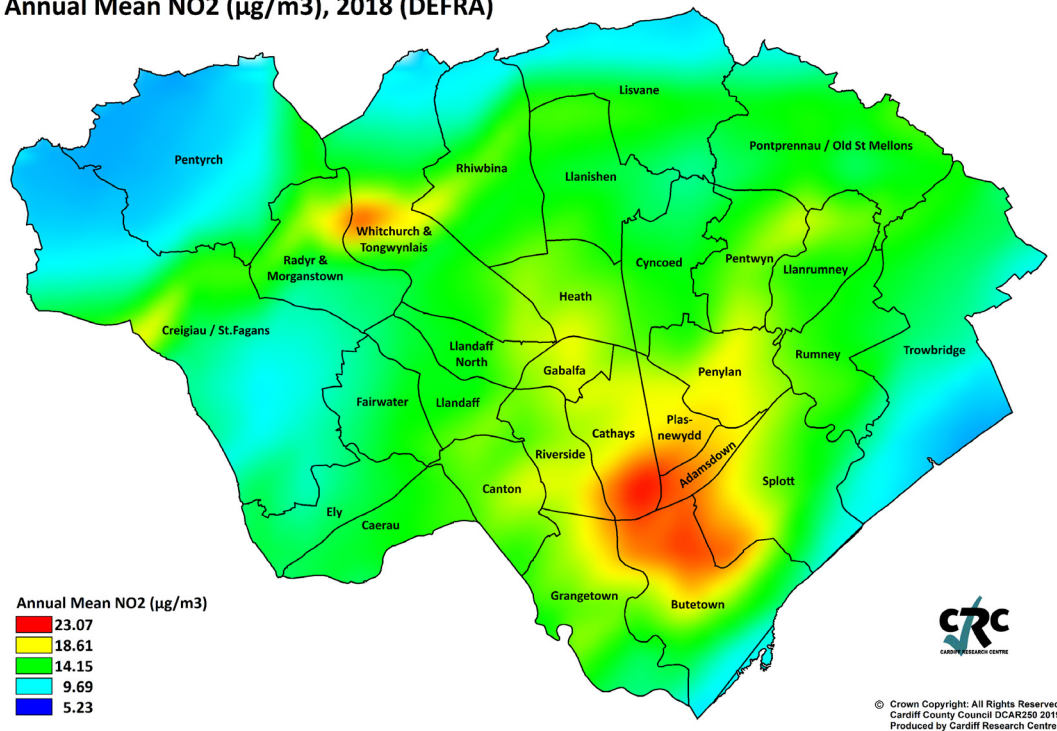 Annual Mean NO2 (µg/m3), 2018 (DEFRA)
Lisvane
Pontprennau / Old St Mellons
Pentyrch
Rhiwbina
Llanishen
Whitchurch &
Tongwynlais
Radyr &
Morganstown
Cyncoed
Pentwyn
Llanrumney
Heath
Creigiau / St.Fagans
Llandaff
North
Gabalfa
Penylan
Rumney
Trowbridge
Fairwater
Llandaff
Cathays
Plas-
newydd
Riverside
Adamsdown
Canton
Splott
Ely
Caerau
Grangetown
Butetown
Annual Mean NO2 (µg/m3)
23.07
18.61
14.15
9.69
5.23
CRC
CARDIFF RESEARCH CENTRE
© Crown Copyright: All Rights Reserve
Cardiff County Council DCAR250 201
Produced by Cardiff Research Centre